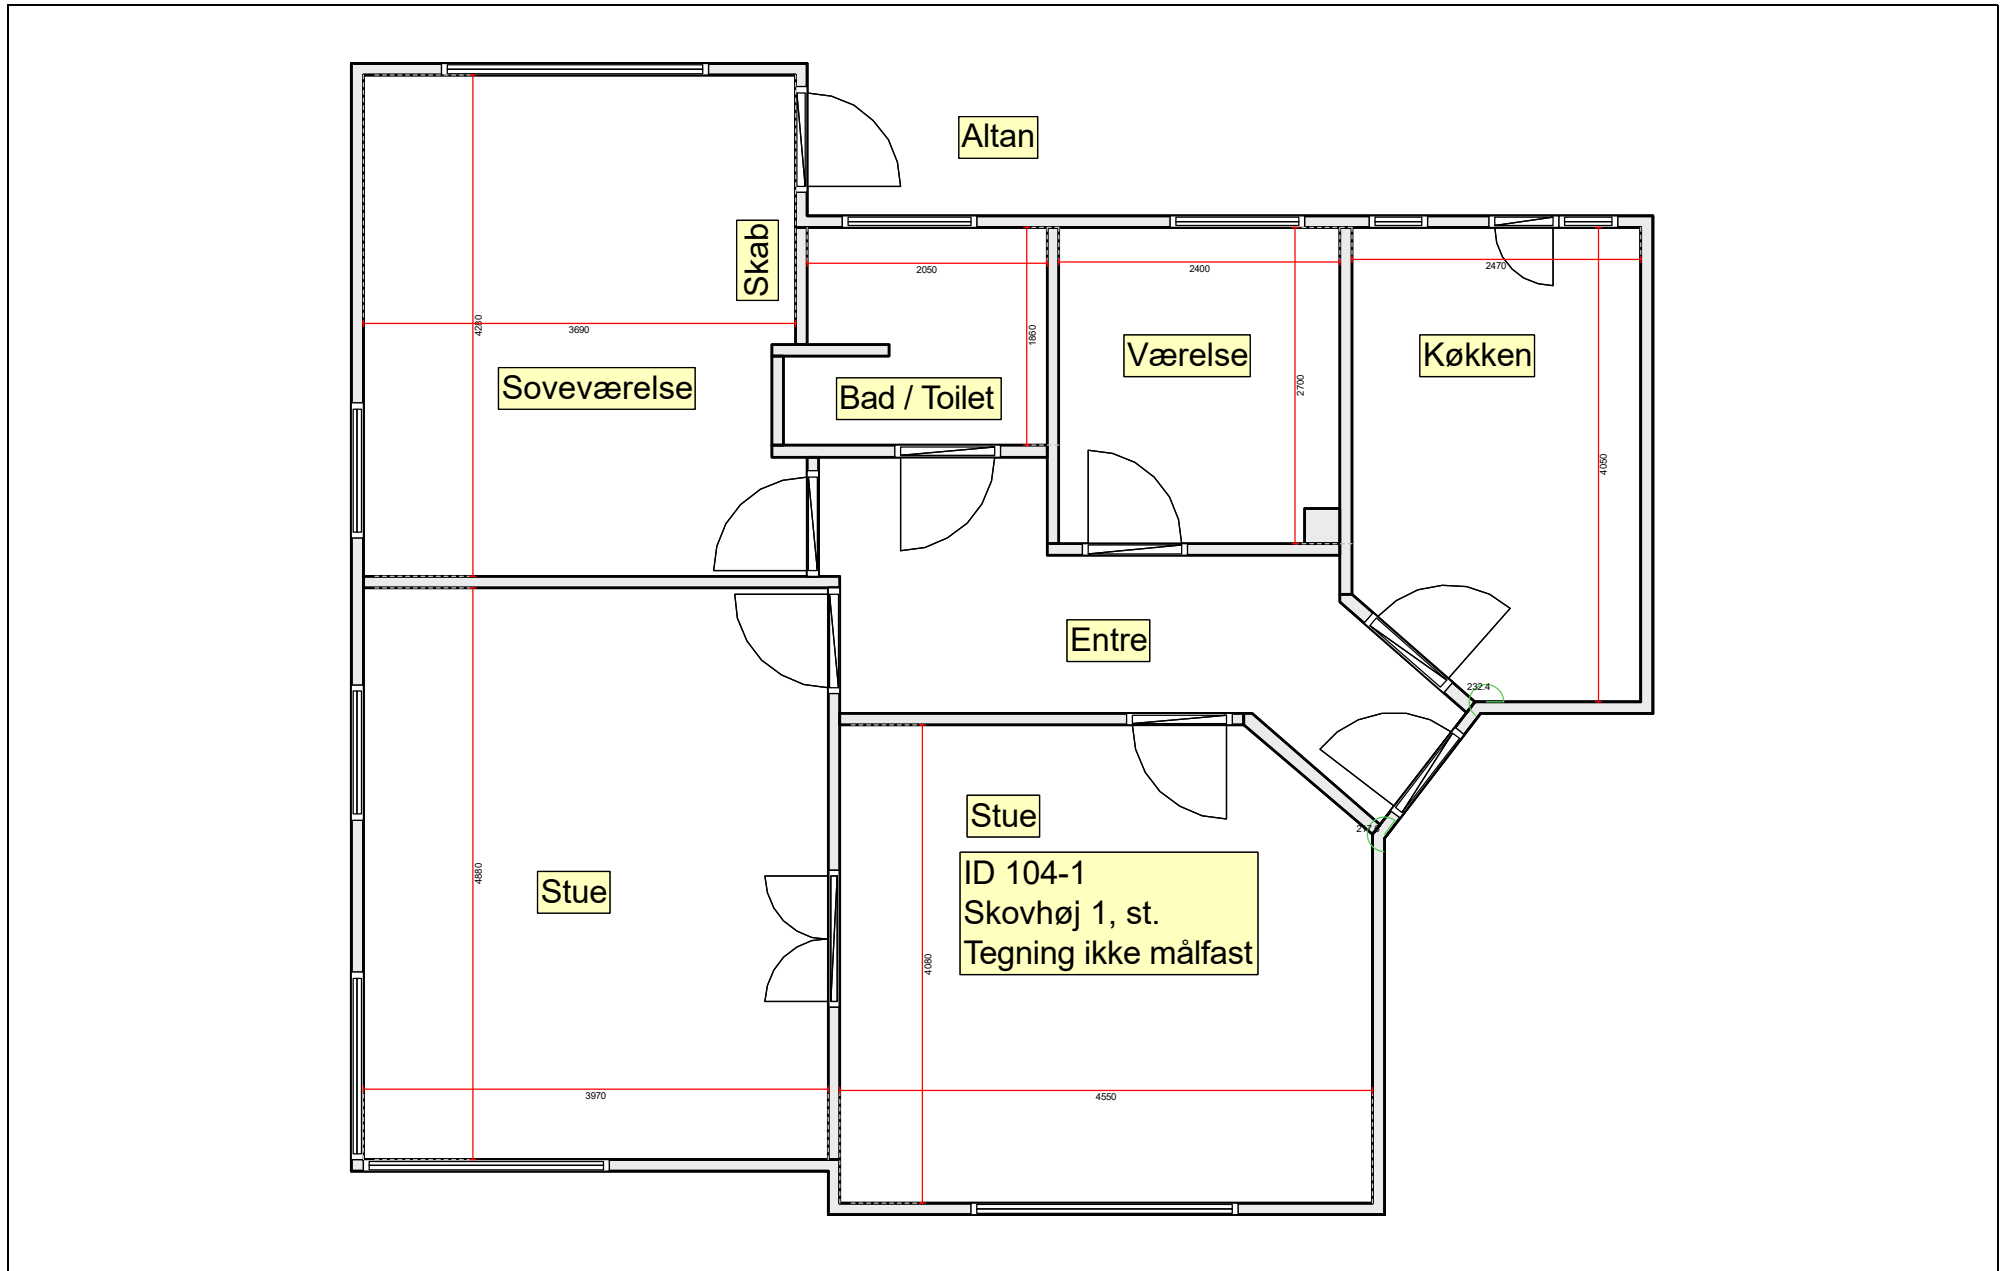 Altan
Skab
2050
2400
2470
1860
4280
3690
Værelse
Køkken
Soveværelse
Bad / Toilet
2700
4050
Entre
232.4
Stue
4880
Stue
ID 104-1
Skovhøj 1, st.
Tegning ikke målfast
4080
3970
4550